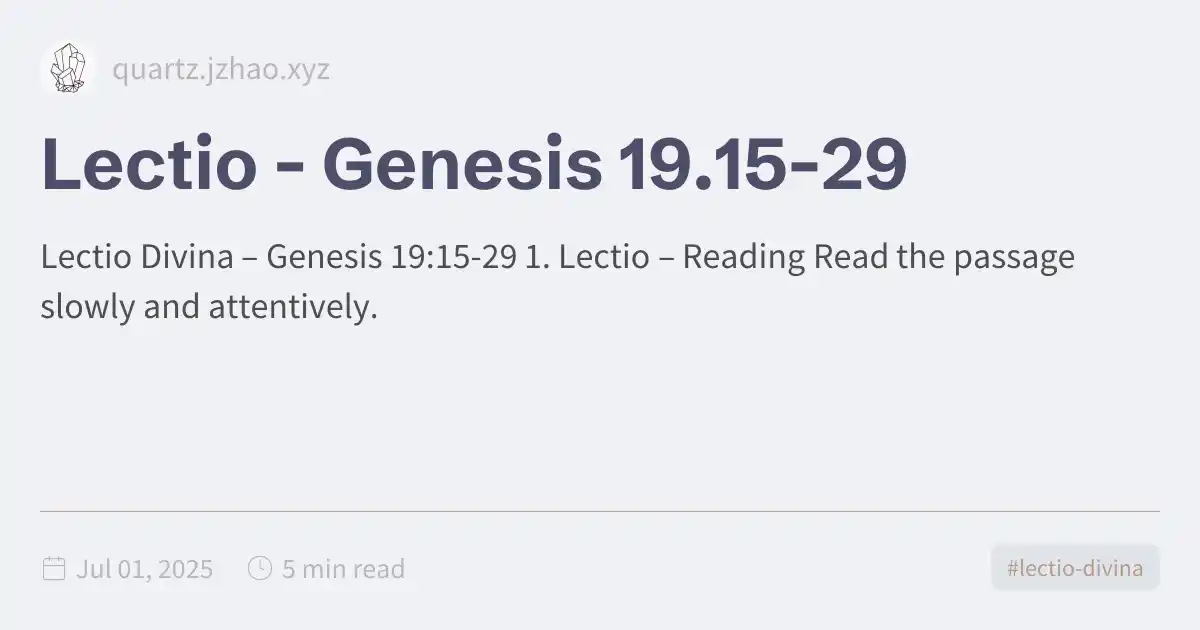 quartz.jzhao.xyz
Lectio - Genesis 19.15-29
Lectio Divina – Genesis 19:15-29 1. Lectio – Reading Read the passage
slowly and attentively.
Jul 01, 2025 5 min read #lectio-divina